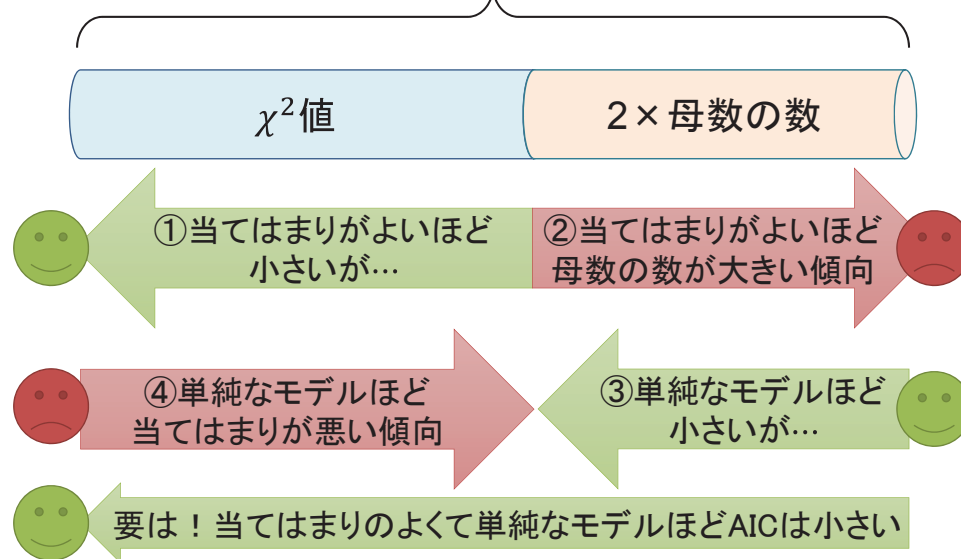 χ²値
2×母数の数
①当てはまりがよいほど
小さいが…
②当てはまりがよいほど
母数の数が大きい傾向
④単純なモデルほど
当てはまりが悪い傾向
③単純なモデルほど
小さいが…
要は！当てはまりのよくて単純なモデルほどAICは小さい